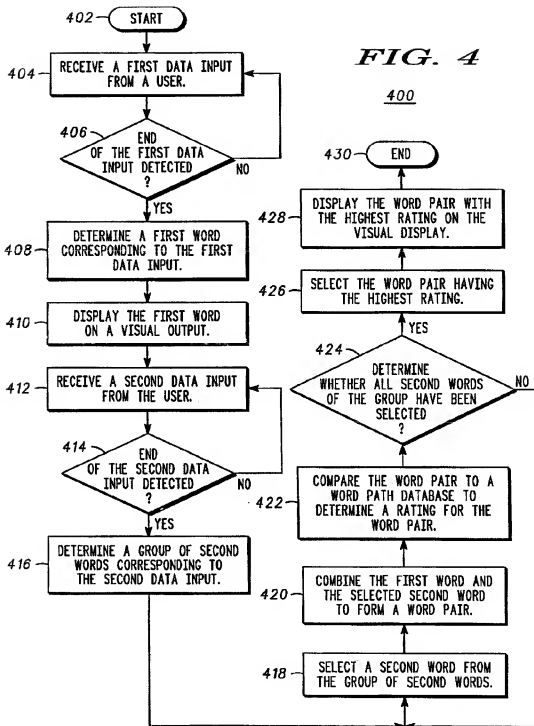 FIG. 4
400
402
START
404
RECEIVE A FIRST DATA INPUT
FROM A USER.
406
END
OF THE FIRST DATA
INPUT DETECTED
?
NO
YES
408
DETERMINE A FIRST WORD
CORRESPONDING TO THE FIRST
DATA INPUT.
410
DISPLAY THE FIRST WORD
ON A VISUAL OUTPUT.
412
RECEIVE A SECOND DATA INPUT
FROM THE USER.
414
END
OF THE SECOND DATA
INPUT DETECTED
?
NO
YES
416
DETERMINE A GROUP OF SECOND
WORDS CORRESPONDING TO
THE SECOND DATA INPUT.
430
END
428
DISPLAY THE WORD PAIR WITH
THE HIGHEST RATING ON THE
VISUAL DISPLAY.
426
SELECT THE WORD PAIR HAVING
THE HIGHEST RATING.
YES
424
DETERMINE
WHETHER ALL SECOND WORDS
OF THE GROUP HAVE BEEN
SELECTED
?
NO
422
COMPARE THE WORD PAIR TO A
WORD PATH DATABASE TO
DETERMINE A RATING FOR THE
WORD PAIR.
420
COMBINE THE FIRST WORD AND
THE SELECTED SECOND WORD
TO FORM A WORD PAIR.
418
SELECT A SECOND WORD FROM
THE GROUP OF SECOND WORDS.